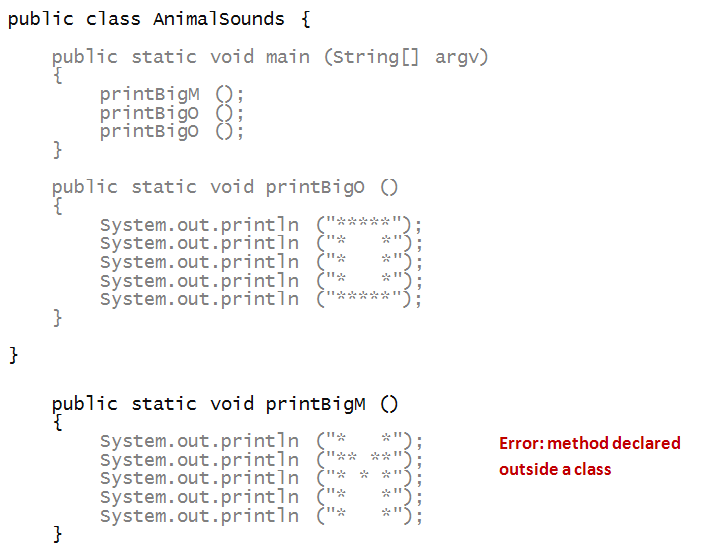 public class AnimalSounds {
    public static void main (String[] argv)
    {
        printBigM ();
        printBigO ();
        printBigO ();
    }
    public static void printBigO ()
    {
        System.out.println ("*****");
        System.out.println ("*   *");
        System.out.println ("*   *");
        System.out.println ("*   *");
        System.out.println ("*****");
    }
}
    public static void printBigM ()
    {
        System.out.println ("*   *");
        System.out.println ("** **");
        System.out.println ("* * *");
        System.out.println ("*   *");
        System.out.println ("*   *");
    }
Error: method declared
outside a class